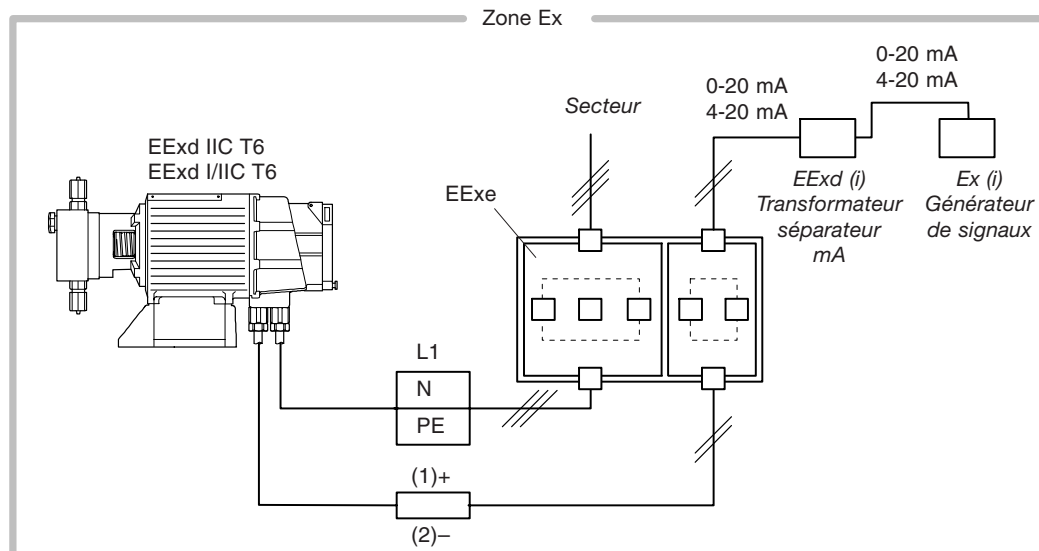 Zone Ex
0-20 mA
4-20 mA
0-20 mA
4-20 mA
Secteur
EExd IIC T6
EExd I/IIC T6
EExe
EExd (i)
Transformateur
séparateur
mA
Ex (i)
Générateur
de signaux
L1
N
PE
(1)+
(2)–